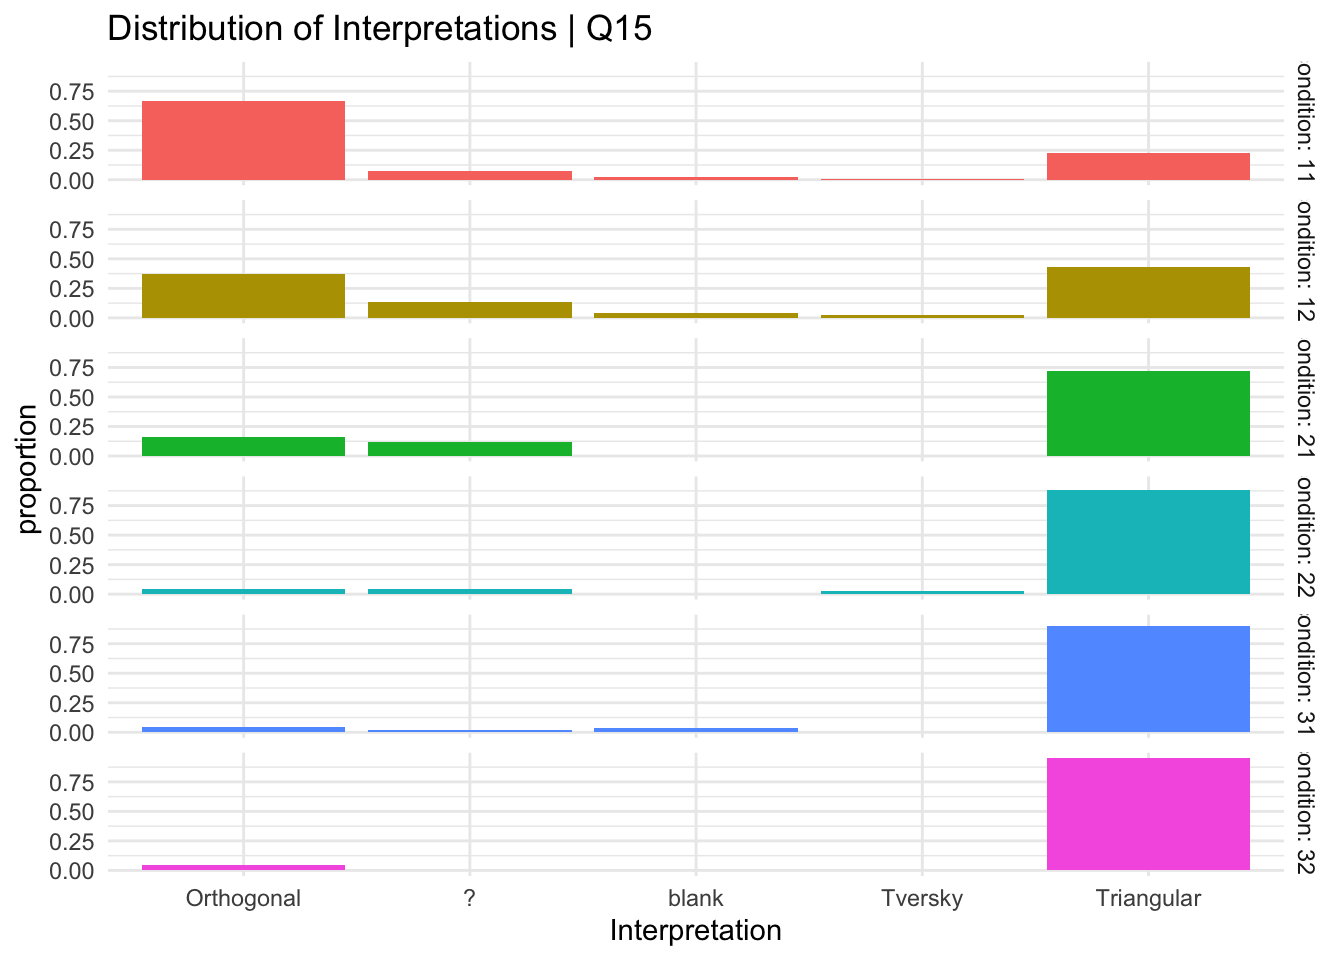 Distribution of Interpretations | Q15
proportion
0.75
0.50
0.25
0.00
ondition: 11
0.75
0.50
0.25
0.00
ondition: 12
0.75
0.50
0.25
0.00
ondition: 21
0.75
0.50
0.25
0.00
ondition: 22
0.75
0.50
0.25
0.00
ondition: 31
0.75
0.50
0.25
0.00
ondition: 32
Orthogonal ? blank Tversky Triangular
Interpretation